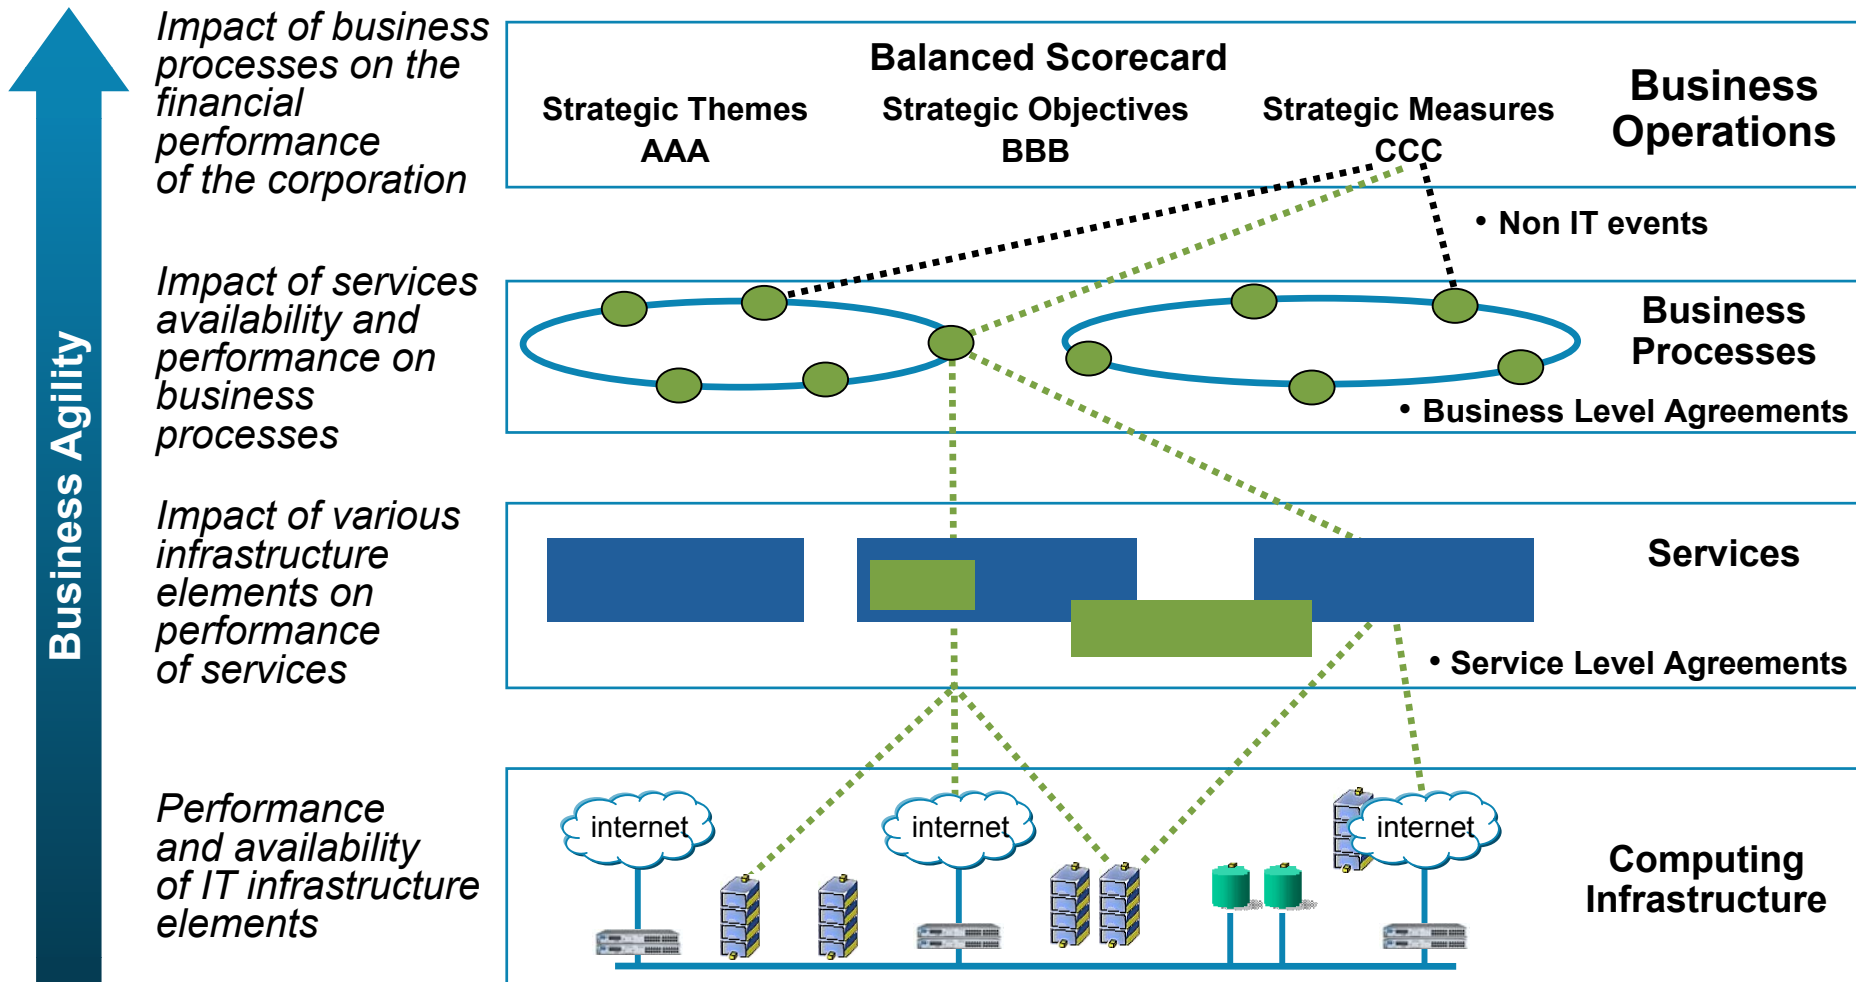 Impact of business
processes on the
financial
performance
of the corporation
Balanced Scorecard
Strategic Themes
AAA
Strategic Objectives
BBB
Strategic Measures
CCC
Business
Operations
• Non IT events
Business Agility
Impact of services
availability and
performance on
business
processes
Business
Processes
• Business Level Agreements
Impact of various
infrastructure
elements on
performance
of services
Services
• Service Level Agreements
Performance
and availability
of IT infrastructure
elements
internet
internet
internet
Computing
Infrastructure